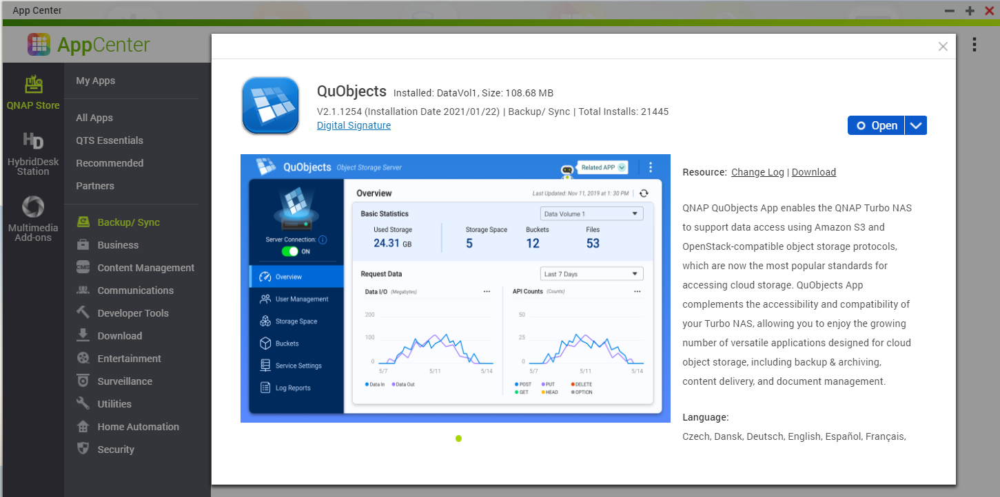 App Center
AppCenter
QNAP Store
HybridDesk
Station
Multimedia
Add-ons
My Apps
All Apps
QTS Essentials
Recommended
Partners
Backup/ Sync
Business
CMS Content Management
Communications
Developer Tools
Download
Entertainment
Surveillance
Utilities
Home Automation
Security
QuObjects Installed: DataVol1, Size: 108.68 MB
V2.1.1254 (Installation Date 2021/01/22) | Backup/ Sync | Total Installs: 21445
Digital Signature
Open
QuObjects Object Storage Server
Related APP
Server Connection:
ON
Overview
User Management
Storage Space
Buckets
Service Settings
Log Reports
Overview
Last Updated: Nov 11, 2019 at 1: 30 PM
Basic Statistics
Data Volume 1
Used Storage
24.31 GB
Storage Space
5
Buckets
12
Files
53
Request Data
Last 7 Days
Data I/O (Megabytes)
200
100
0
5/7 5/11 5/14
Data In Data Out
API Counts (Counts)
50
25
0
5/7 5/11 5/14
POST PUT DELETE
GET HEAD OPTION
Resource: Change Log | Download
QNAP QuObjects App enables the QNAP Turbo NAS
to support data access using Amazon S3 and
OpenStack-compatible object storage protocols,
which are now the most popular standards for
accessing cloud storage. QuObjects App
complements the accessibility and compatibility of
your Turbo NAS, allowing you to enjoy the growing
number of versatile applications designed for cloud
object storage, including backup & archiving,
content delivery, and document management.
Language:
Czech, Dansk, Deutsch, English, Español, Français,